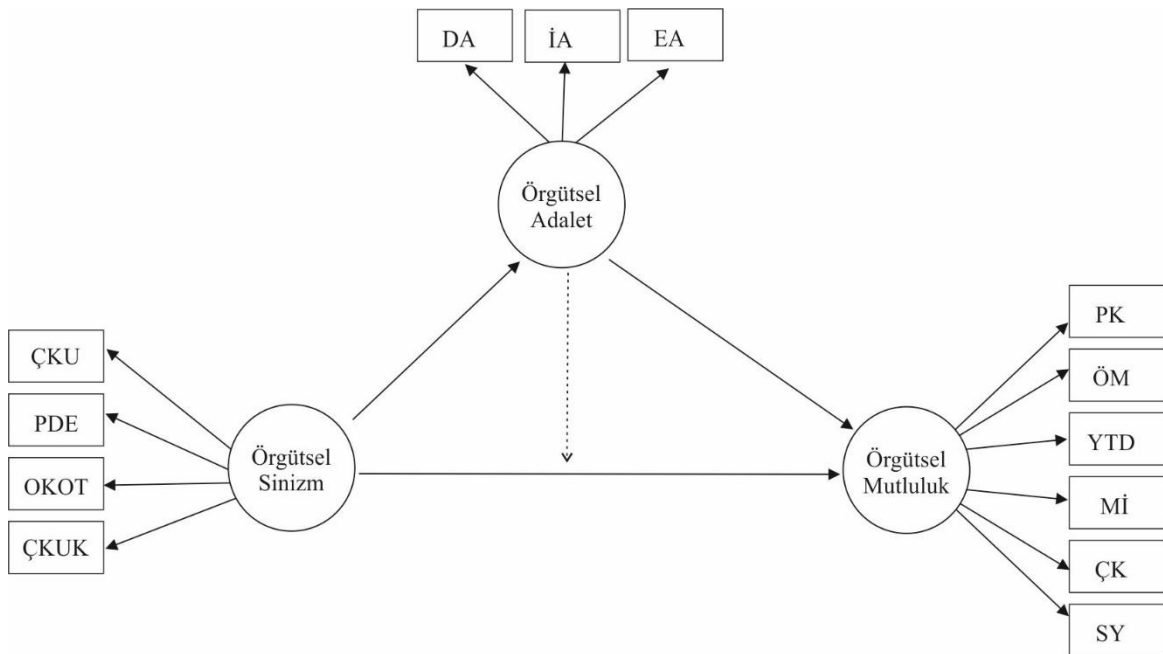 DA
İA
EA
Örgütsel
Adalet
ÇKU
PDE
OKOT
ÇKUK
Örgütsel
Sinizm
Örgütsel
Mutluluk
PK
ÖM
YTD
Mİ
ÇK
SY